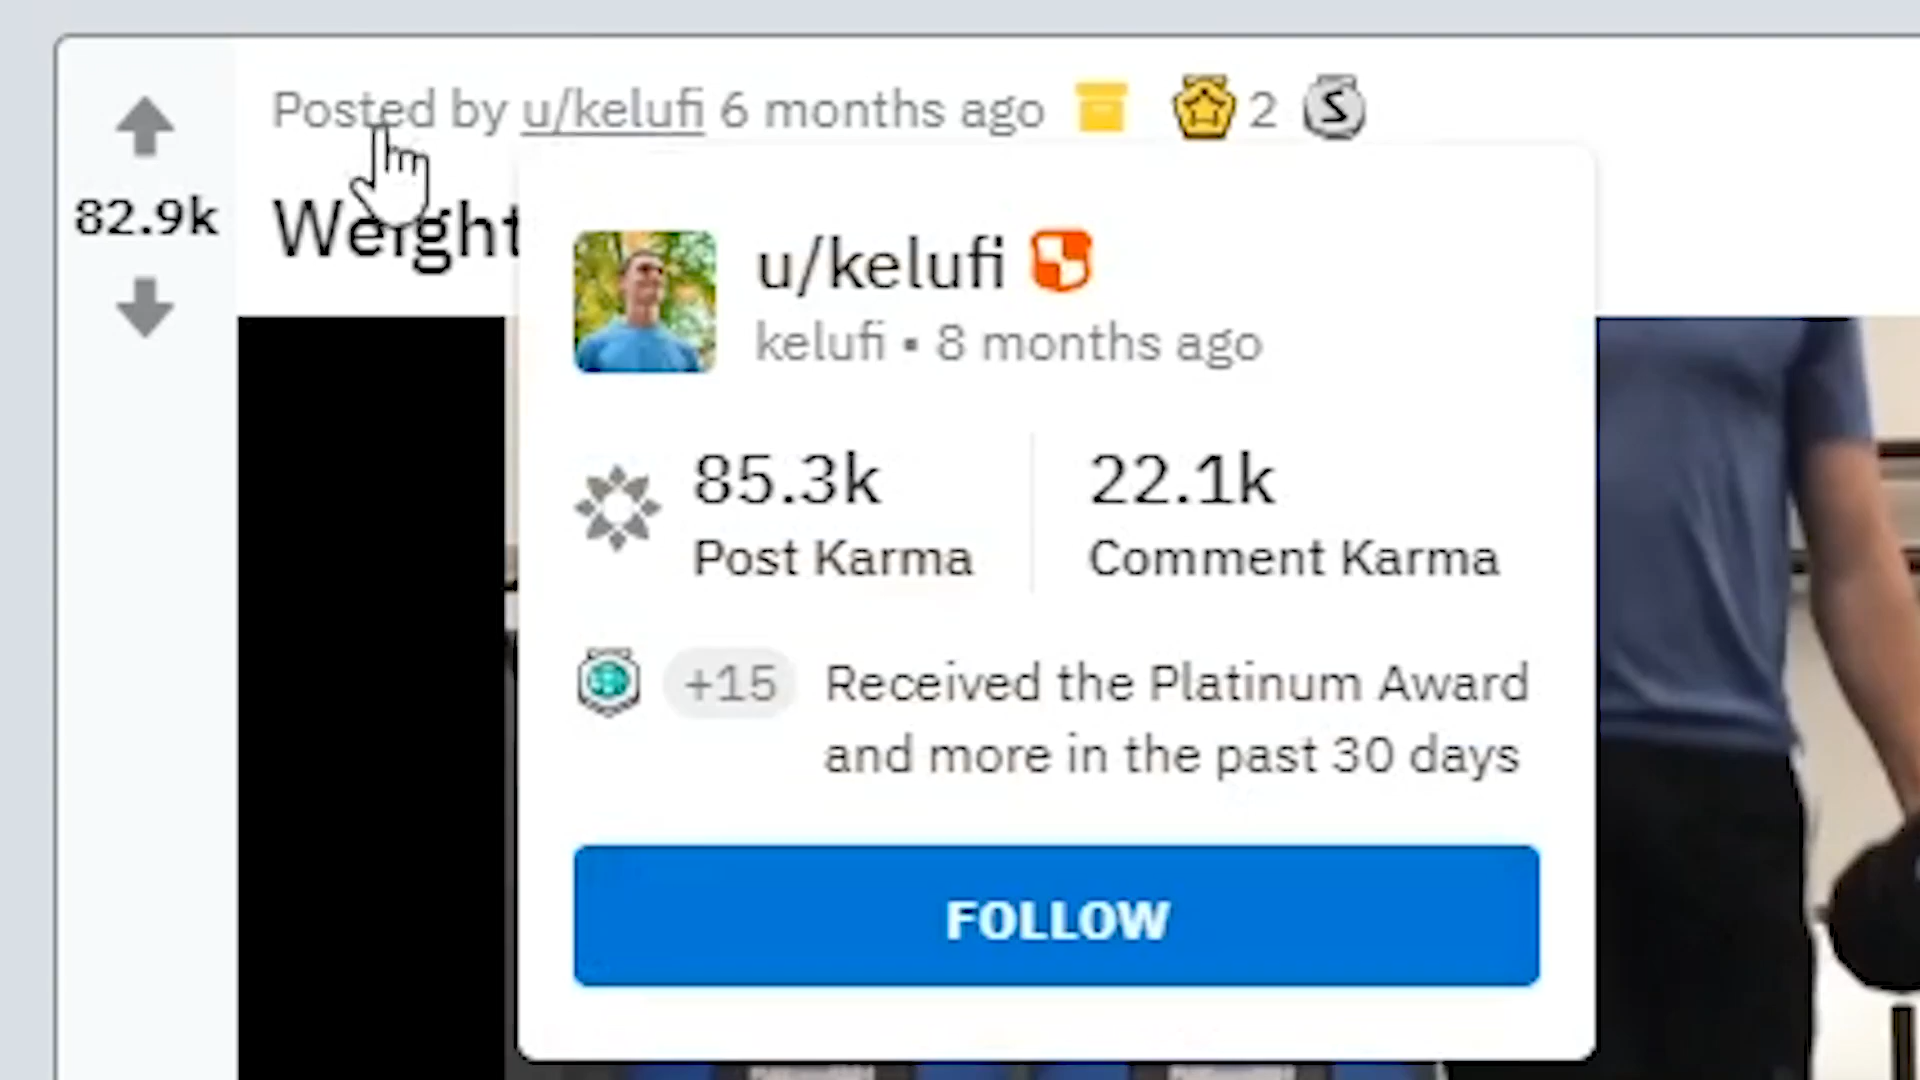 Posted by u/kelufi 6 months ago 2 S
82.9k
Weight
u/kelufi
kelufi • 8 months ago
85.3k 22.1k
Post Karma Comment Karma
+15 Received the Platinum Award
and more in the past 30 days
FOLLOW